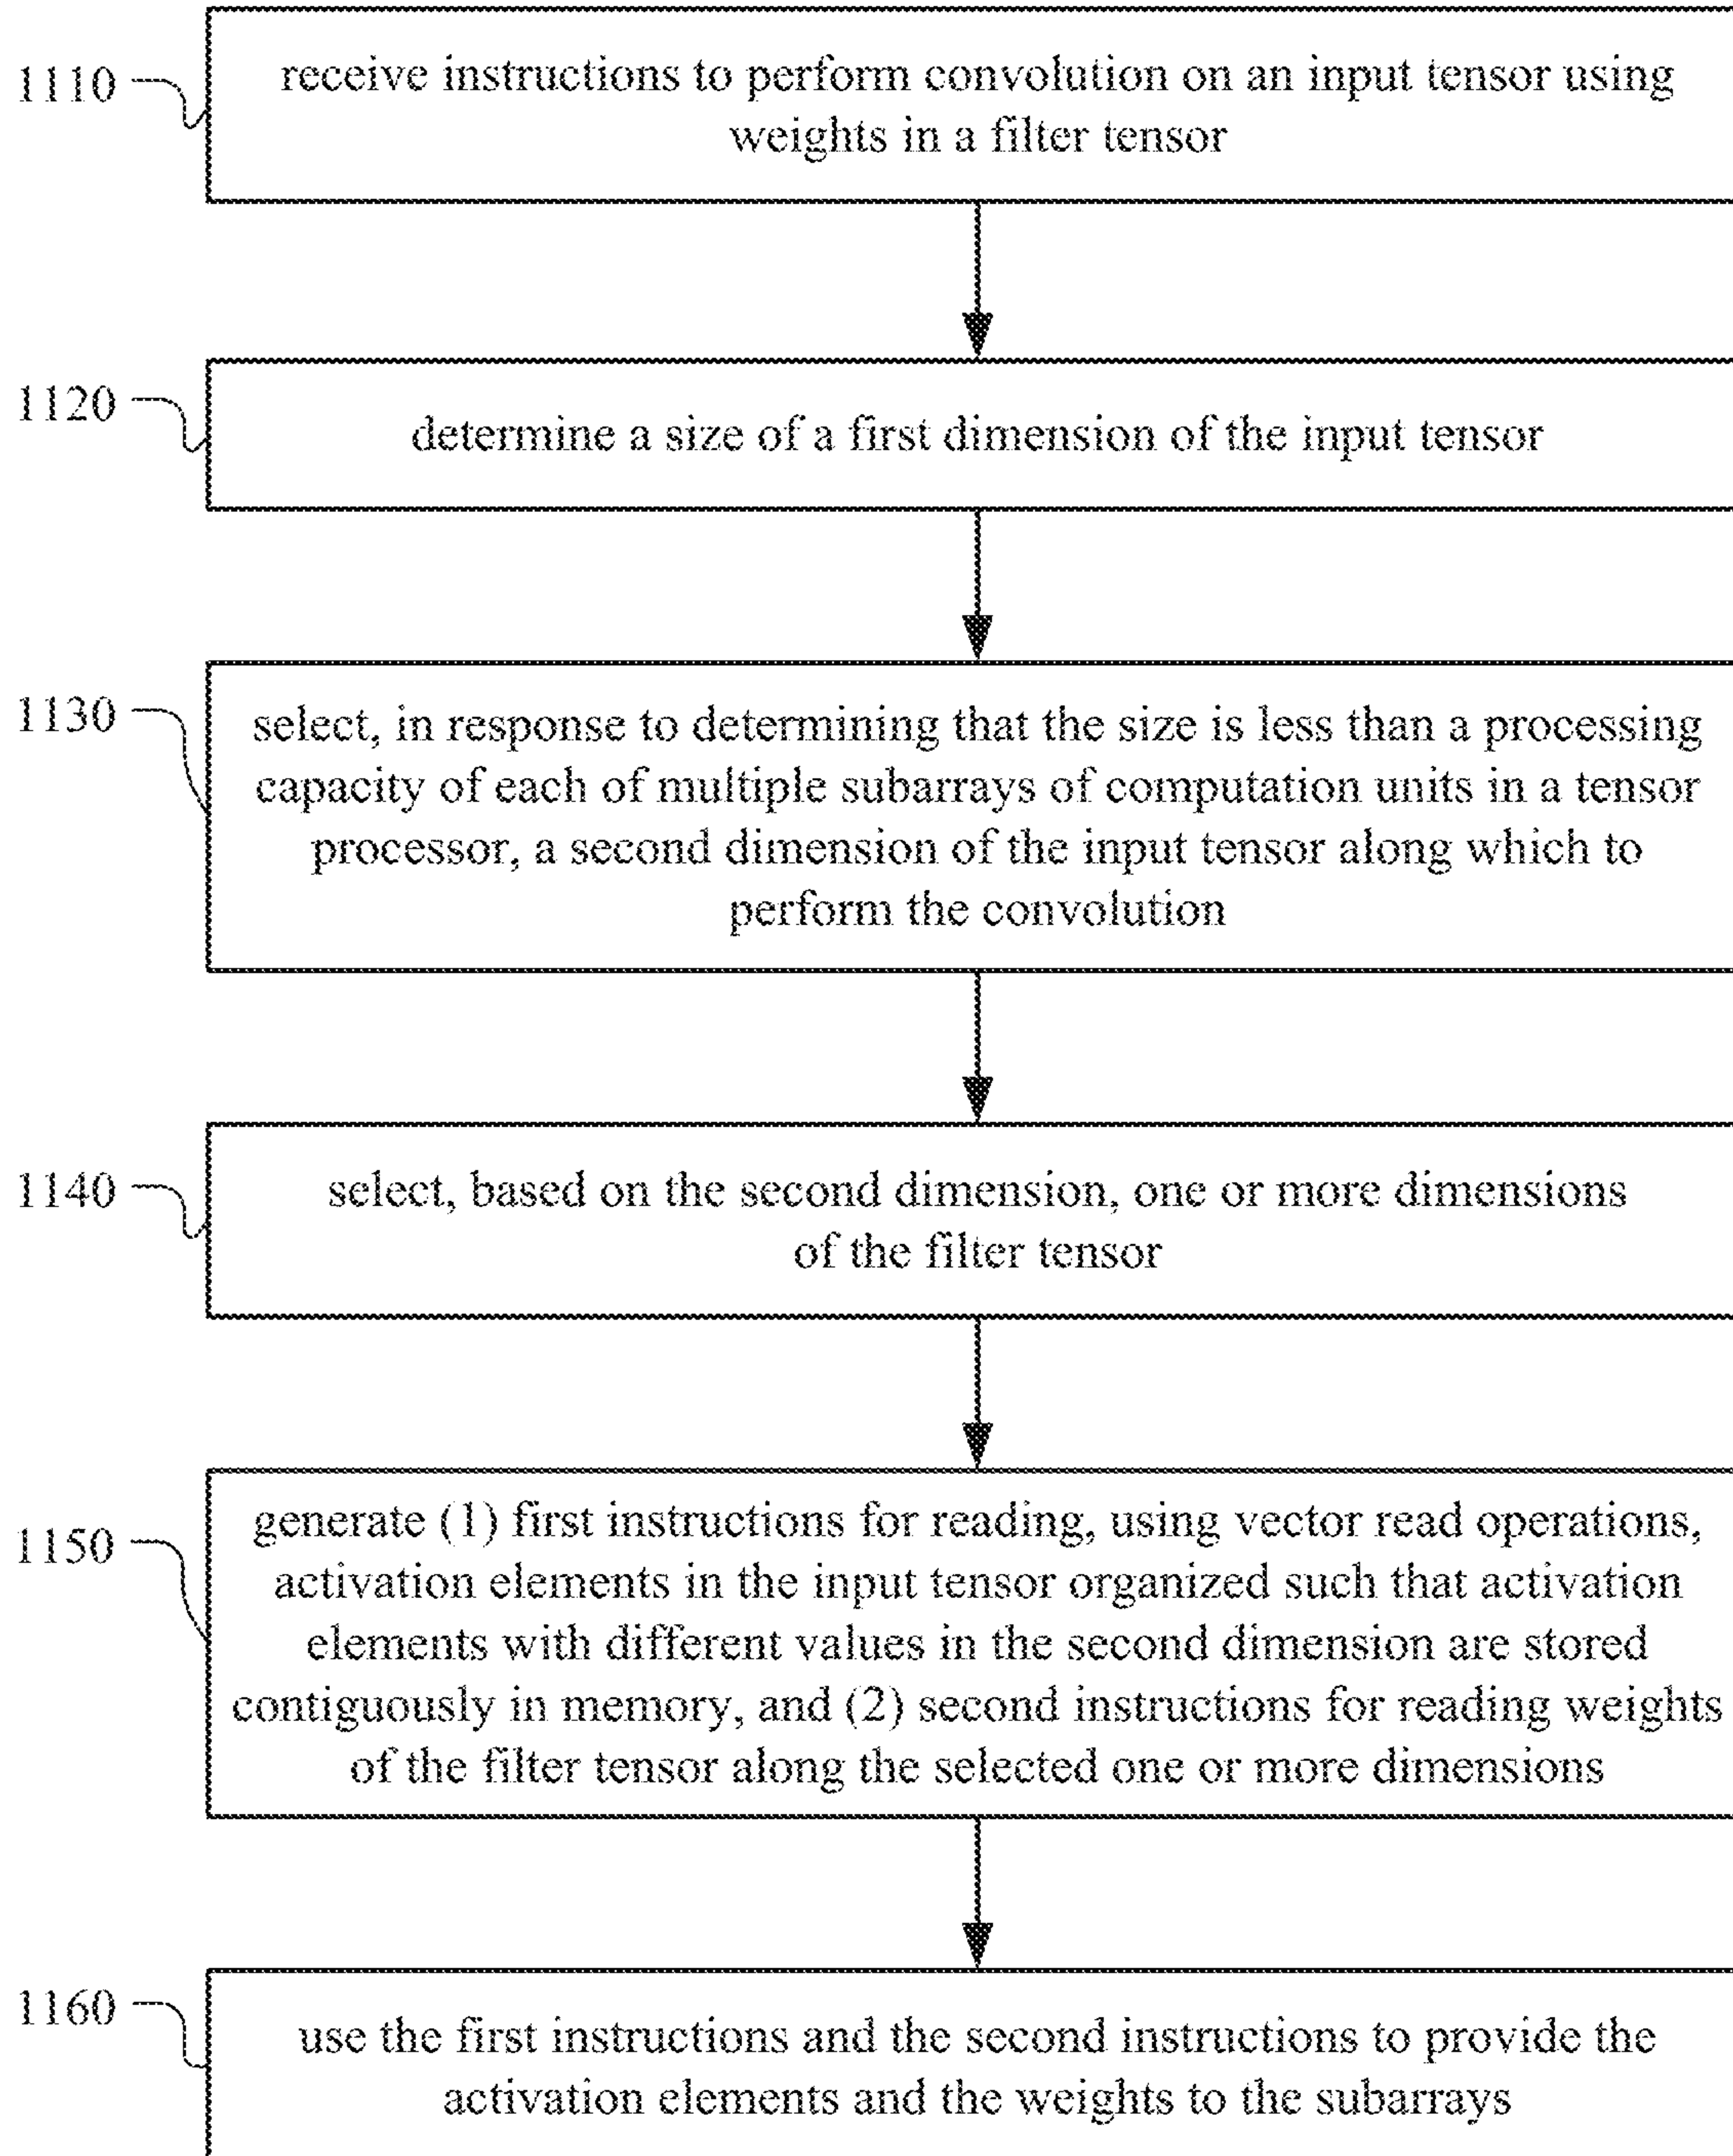 1110
receive instructions to perform convolution on an input tensor using
weights in a filter tensor
1120
determine a size of a first dimension of the input tensor
1130
select, in response to determining that the size is less than a processing
capacity of each of multiple subarrays of computation units in a tensor
processor, a second dimension of the input tensor along which to
perform the convolution
1140
select, based on the second dimension, one or more dimensions
of the filter tensor
1150
generate (1) first instructions for reading, using vector read operations,
activation elements in the input tensor organized such that activation
elements with different values in the second dimension are stored
contiguously in memory, and (2) second instructions for reading weights
of the filter tensor along the selected one or more dimensions
1160
use the first instructions and the second instructions to provide the
activation elements and the weights to the subarrays